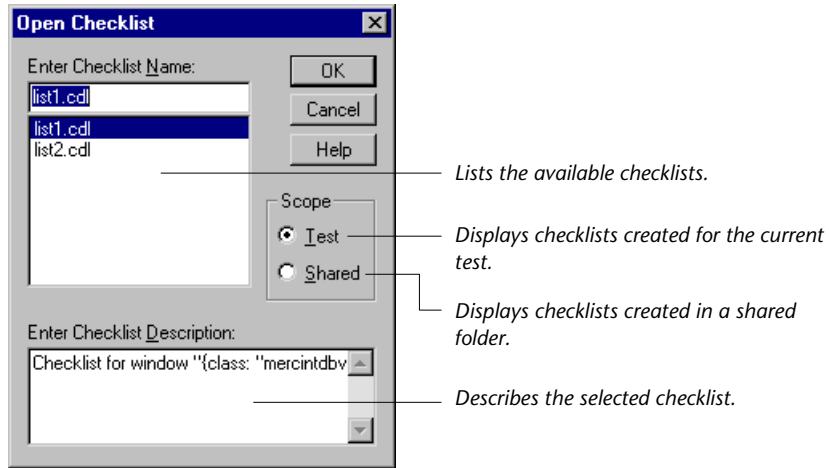 Open Checklist
Enter Checklist Name:
list1.cdl
list1.cdl
list2.cdl
OK
Cancel
Help
Scope
Test
Shared
Enter Checklist Description:
Checklist for window "{class: "mercintdbv
Lists the available checklists.
Displays checklists created for the current
test.
Displays checklists created in a shared
folder.
Describes the selected checklist.